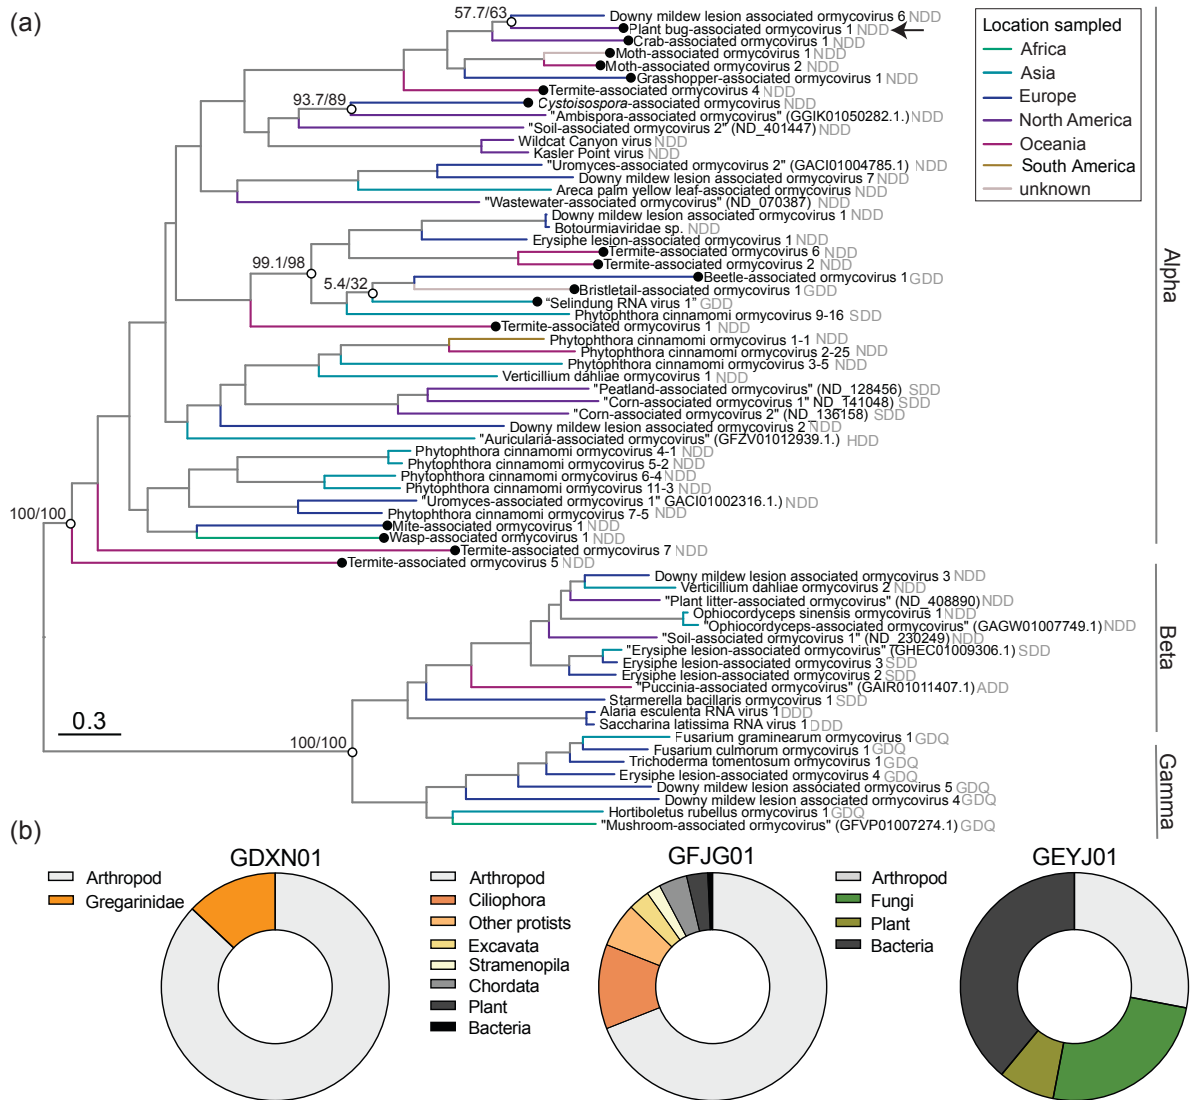 (a)
57.7/63
Downy mildew lesion associated ormycovirus 6 NDD
Plant bug-associated ormycovirus 1 NDD
Crab-associated ormycovirus 1 NDD
Moth-associated ormycovirus 1 NDD
Moth-associated ormycovirus 2 NDD
Grasshopper-associated ormycovirus 1 NDD
Termite-associated ormycovirus 4 NDD
93.7/89
Cystoisospora-associated ormycovirus NDD
"Ambispora-associated ormycovirus" (GGIK01050282.1.) NDD
"Soil-associated ormycovirus 2" (ND_401447) NDD
Wildcat Canyon virus NDD
Kasler Point virus NDD
"Uromyces-associated ormycovirus 2" (GACI01004785.1) NDD
Downy mildew lesion associated ormycovirus 7 NDD
Areca palm yellow leaf-associated ormycovirus NDD
"Wastewater-associated ormycovirus" (ND_070387) NDD
Downy mildew lesion associated ormycovirus 1 NDD
Botourmiaviridae sp. NDD
Erysiphe lesion-associated ormycovirus 1 NDD
Termite-associated ormycovirus 6 NDD
Termite-associated ormycovirus 2 NDD
99.1/98
Beetle-associated ormycovirus 1 GDD
5.4/32
Bristletail-associated ormycovirus 1 GDD
"Selindung RNA virus 1" GDD
Phytophthora cinnamomi ormycovirus 9-16 SDD
Termite-associated ormycovirus 1 NDD
Phytophthora cinnamomi ormycovirus 1-1 NDD
Phytophthora cinnamomi ormycovirus 2-25 NDD
Phytophthora cinnamomi ormycovirus 3-5 NDD
Verticillium dahliae ormycovirus 1 NDD
"Peatland-associated ormycovirus" (ND_128456) SDD
"Corn-associated ormycovirus 1" ND_141048) SDD
"Corn-associated ormycovirus 2" (ND_136158) SDD
Downy mildew lesion associated ormycovirus 2 NDD
"Auricularia-associated ormycovirus" (GFZV01012939.1.) HDD
Phytophthora cinnamomi ormycovirus 4-1 NDD
Phytophthora cinnamomi ormycovirus 5-2 NDD
Phytophthora cinnamomi ormycovirus 6-4 NDD
Phytophthora cinnamomi ormycovirus 11-3 NDD
"Uromyces-associated ormycovirus 1" GACI01002316.1.) NDD
Phytophthora cinnamomi ormycovirus 7-5 NDD
100/100
Mite-associated ormycovirus 1 NDD
Wasp-associated ormycovirus 1 NDD
Termite-associated ormycovirus 7 NDD
Termite-associated ormycovirus 5 NDD
Downy mildew lesion associated ormycovirus 3 NDD
Verticillium dahliae ormycovirus 2 NDD
"Plant litter-associated ormycovirus" (ND_408890) NDD
Ophiocordyceps sinensis ormycovirus 1 NDD
"Ophiocordyceps-associated ormycovirus" (GAGW01007749.1) NDD
"Soil-associated ormycovirus 1" (ND_230249) NDD
"Erysiphe lesion-associated ormycovirus" (GHEC01009306.1) SDD
Erysiphe lesion-associated ormycovirus 3 SDD
Erysiphe lesion-associated ormycovirus 2 SDD
"Puccinia-associated ormycovirus" (GAIR01011407.1) ADD
Starmerella bacillaris ormycovirus 1 SDD
Alaria esculenta RNA virus 1 DDD
Saccharina latissima RNA virus 1 DDD
0.3
100/100
Fusarium graminearum ormycovirus 1 GDQ
Fusarium culmorum ormycovirus 1 GDQ
Trichoderma tomentosum ormycovirus 1 GDQ
Erysiphe lesion-associated ormycovirus 4 GDQ
Downy mildew lesion associated ormycovirus 5 GDQ
Downy mildew lesion associated ormycovirus 4 GDQ
Hortiboletus rubellus ormycovirus 1 GDQ
"Mushroom-associated ormycovirus" (GFVP01007274.1) GDQ
Location sampled
Africa
Asia
Europe
North America
Oceania
South America
unknown
Alpha
Beta
Gamma
(b)
GDXN01
Arthropod
Gregarinidae
GFJG01
Arthropod
Ciliophora
Other protists
Excavata
Stramenopila
Chordata
Plant
Bacteria
GEYJ01
Arthropod
Fungi
Plant
Bacteria